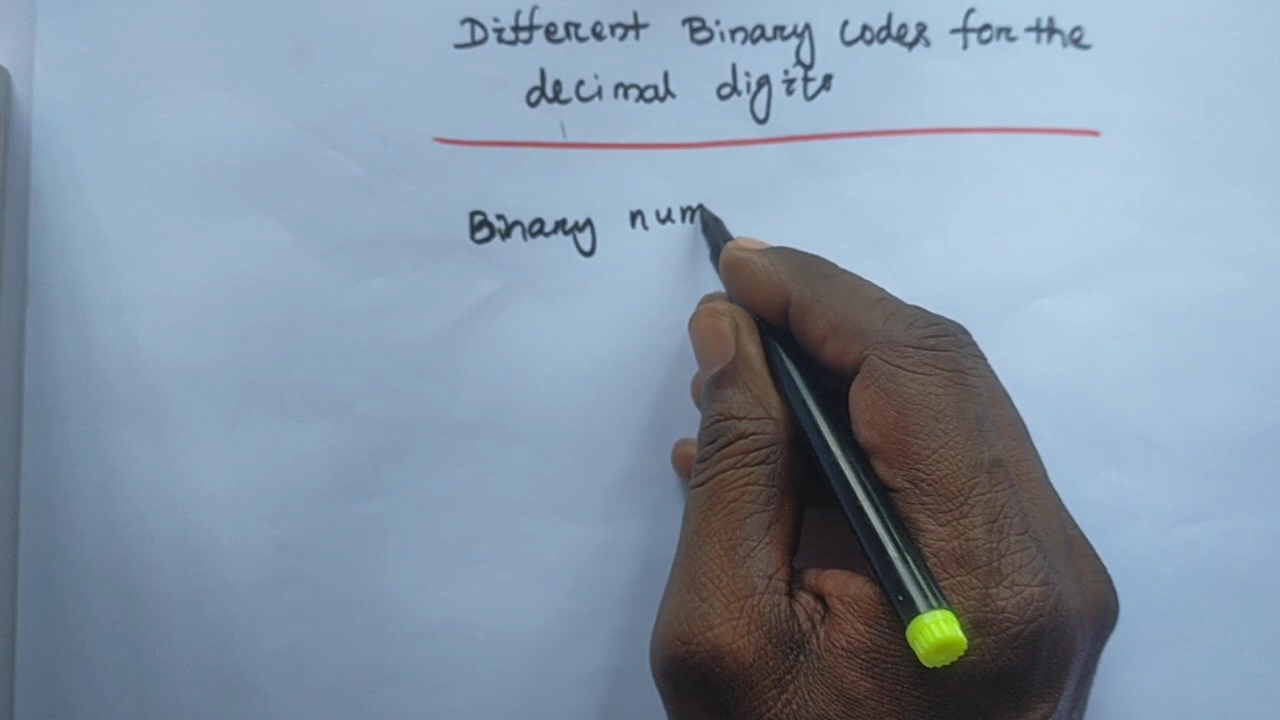 Different Binary Codes for the
decimal digits
Binary num